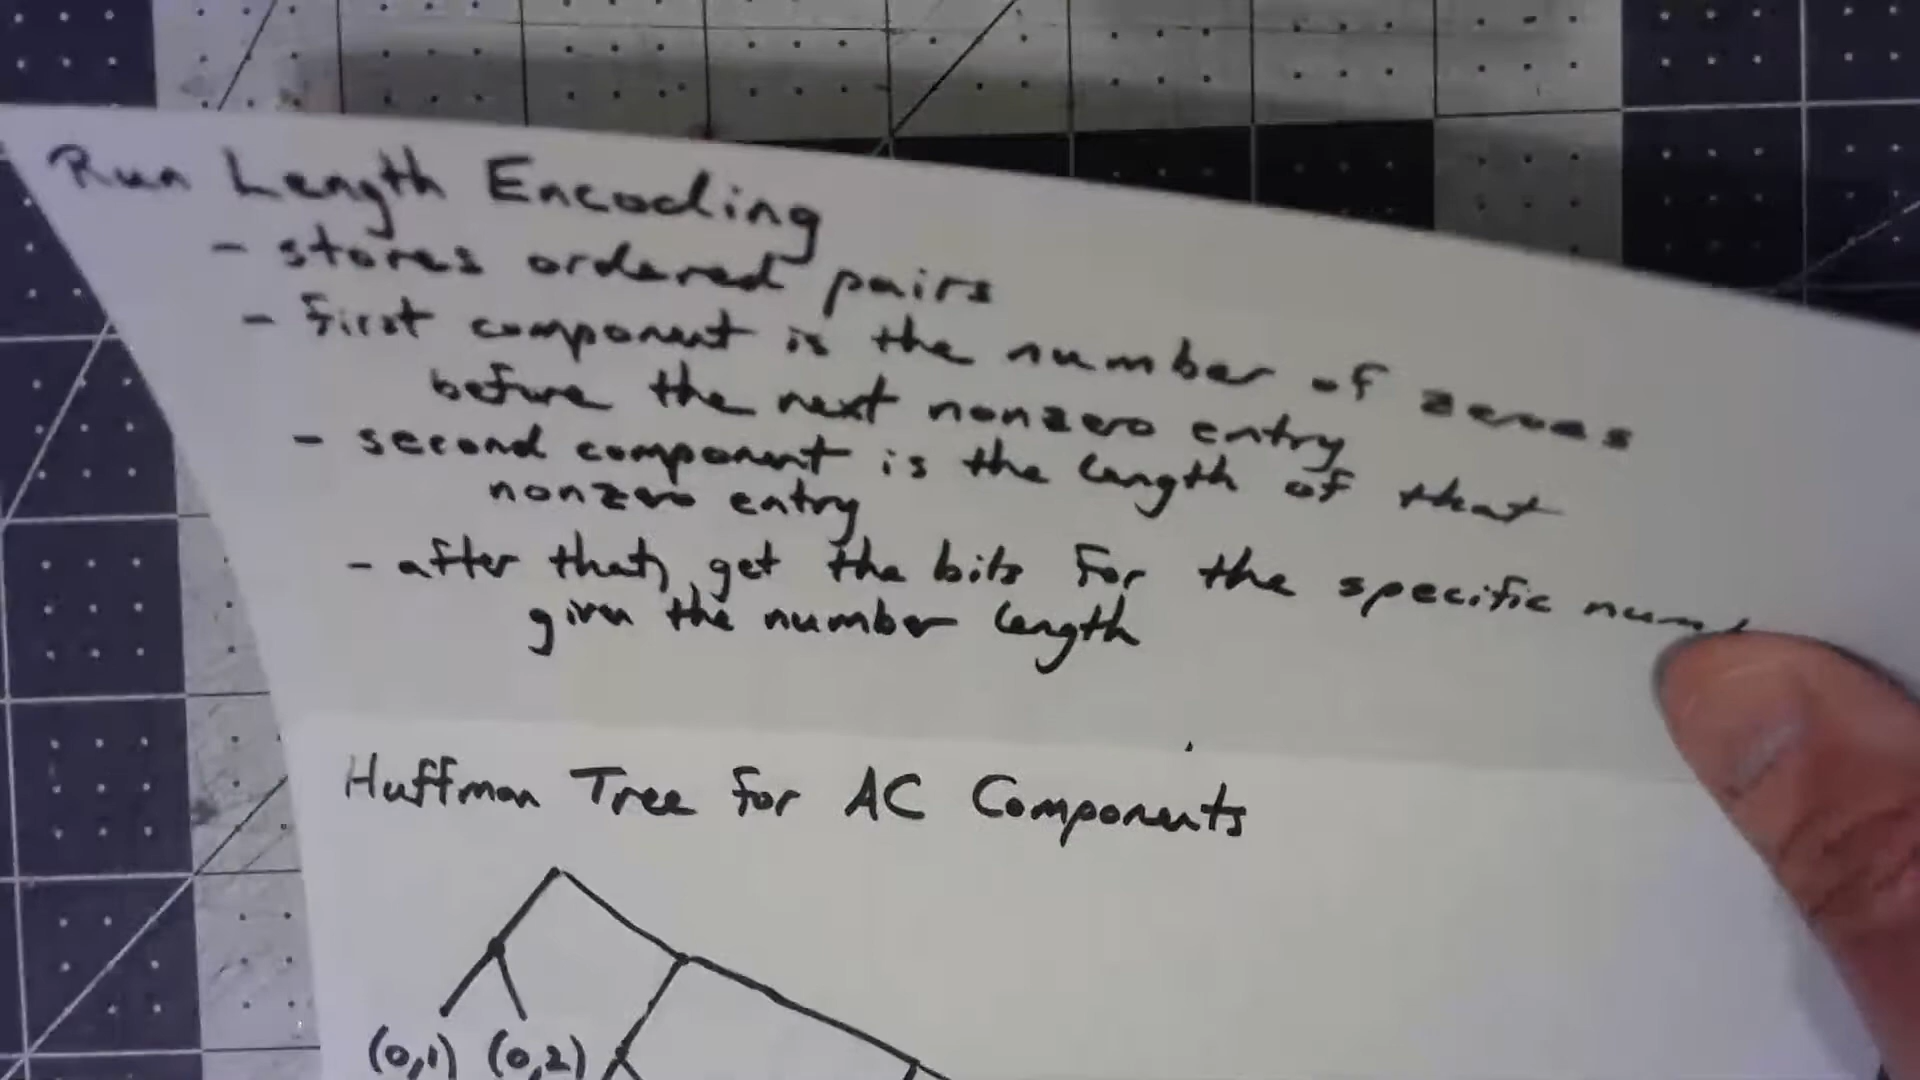 Run Length Encoding
- stores ordered pairs
- first component is the number of zeroes
before the next nonzero entry
- second component is the length of that
nonzero entry
- after that, get the bits for the specific
given the number length
Huffman Tree for AC Components
(0,1) (0,2)